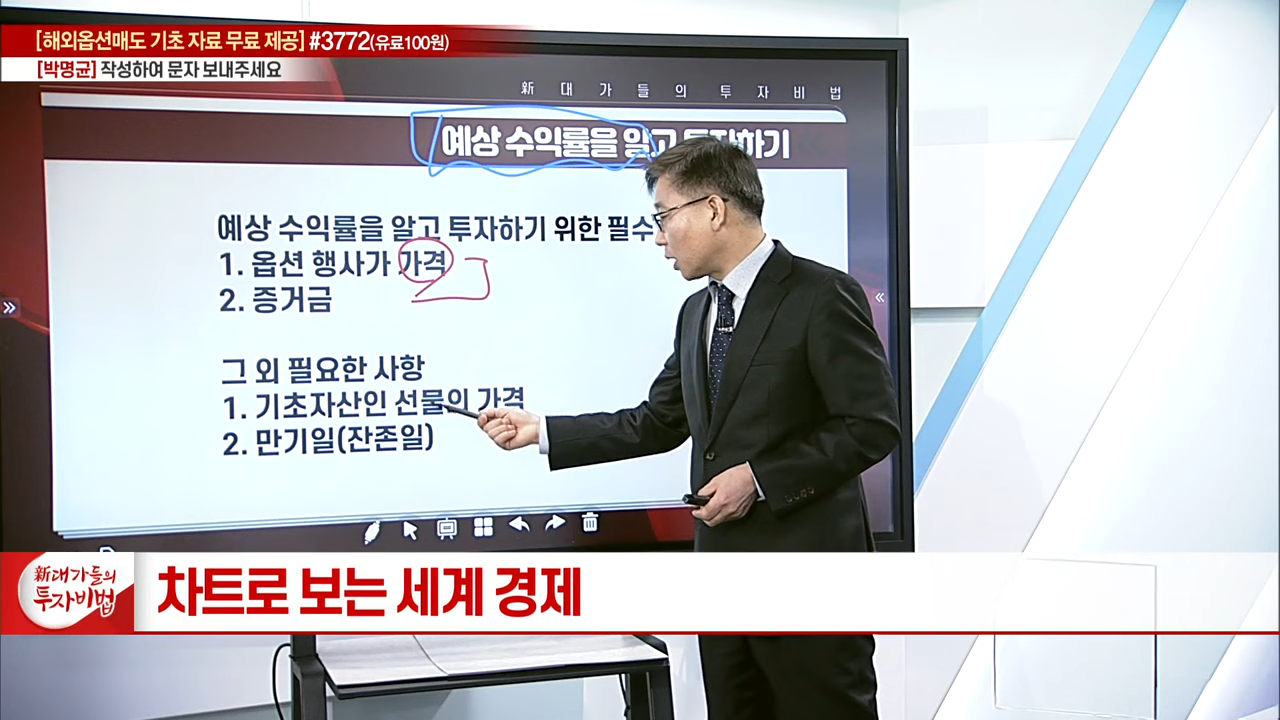 [해외옵션매도 기초 자료 무료 제공] #3772(유료100원)
[박명균] 작성하여 문자 보내주세요
新 대 가 들 의 투 자 비 법
예상 수익률을 알고 투자하기
예상 수익률을 알고 투자하기 위한 필수
1. 옵션 행사가 가격
2. 증거금
그 외 필요한 사항
1. 기초자산인 선물의 가격
2. 만기일(잔존일)
新대가들의
투자비법
차트로 보는 세계 경제